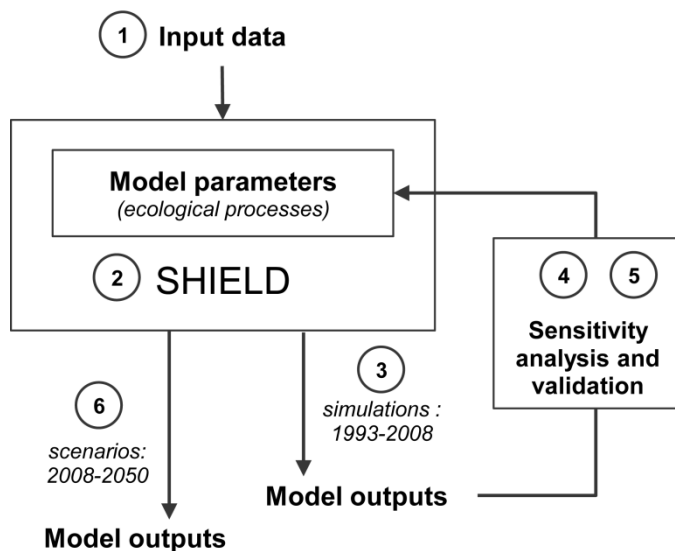 1 Input data
Model parameters
(ecological processes)
2 SHIELD
4 5
Sensitivity
analysis and
validation
3
simulations :
1993-2008
6
scenarios:
2008-2050
Model outputs
Model outputs